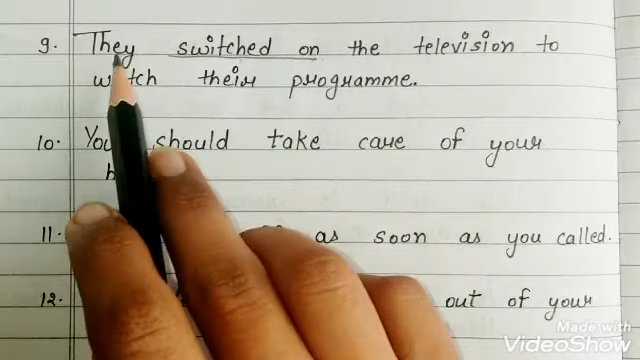 9. They switched on the television to
watch their programme.
10. You should take care of your
11. as soon as you called.
12. out of your
Made with
VideoShow